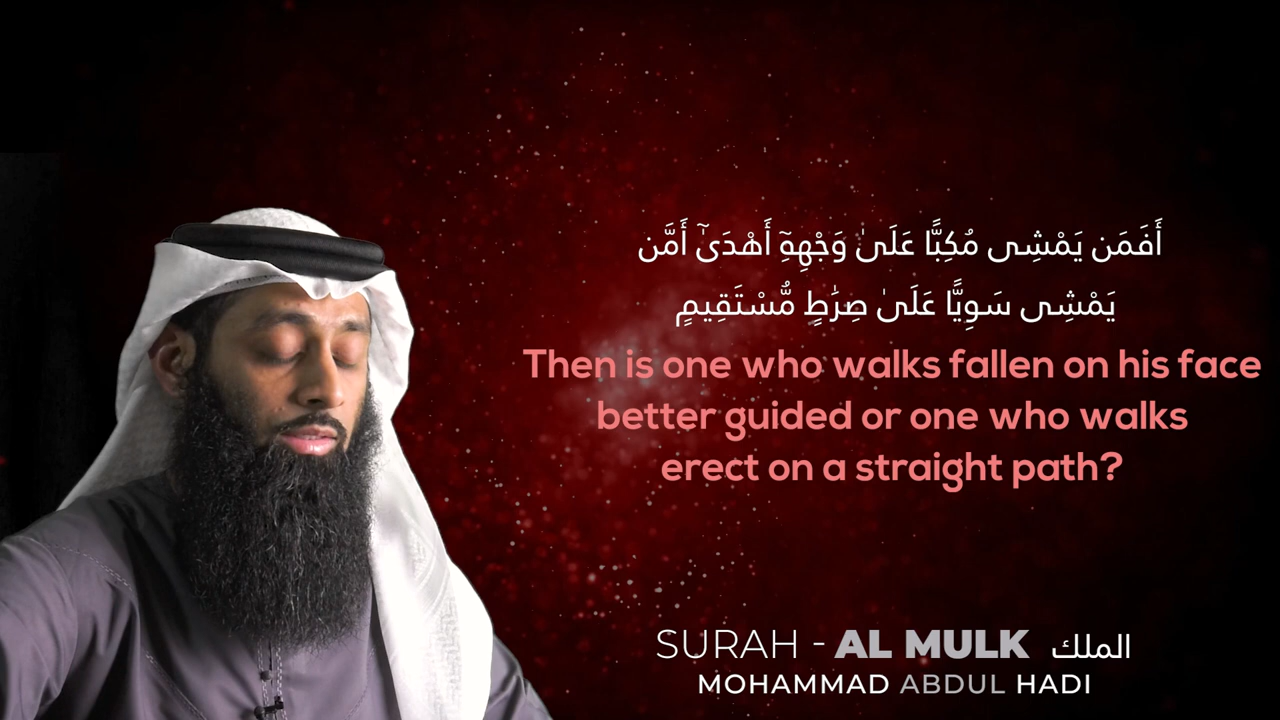 أَفَمَن يَمْشِى مُكِبًّا عَلَىٰ وَجْهِهِۦٓ أَهْدَىٰٓ أَمَّن
يَمْشِى سَوِيًّا عَلَىٰ صِرَٰطٍ مُّسْتَقِيمٍ
Then is one who walks fallen on his face
better guided or one who walks
erect on a straight path?
SURAH - AL MULK الملك
MOHAMMAD ABDUL HADI